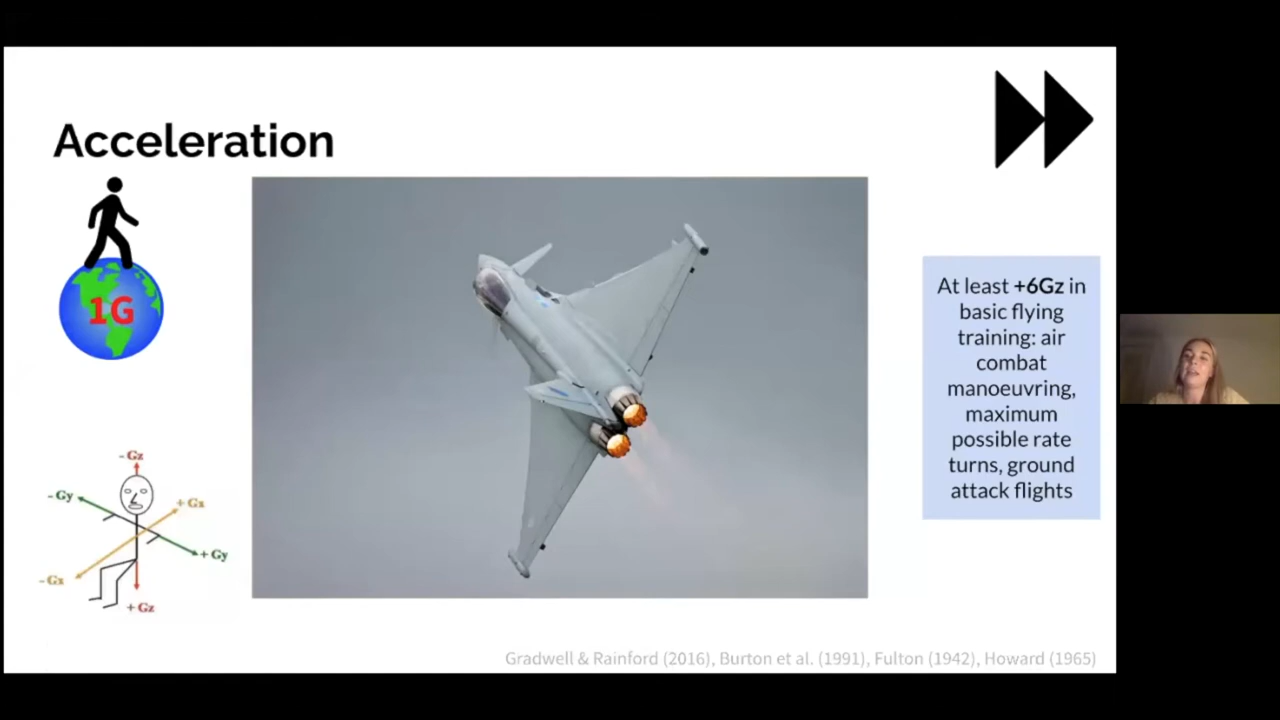 Acceleration
1G
At least +6Gz in
basic flying
training: air
combat
manoeuvring,
maximum
possible rate
turns, ground
attack flights
- Gz
- Gy
+ Gx
+ Gy
- Gx
+ Gz
Gradwell & Rainford (2016), Burton et al. (1991), Fulton (1942), Howard (1965)